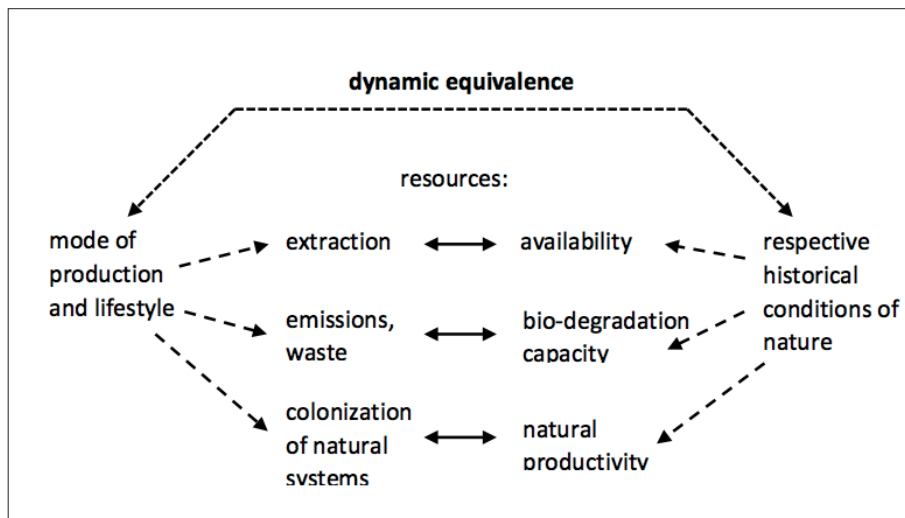 dynamic equivalence
resources:
mode of
production
and lifestyle
extraction
availability
respective
historical
conditions of
nature
emissions,
waste
bio-degradation
capacity
colonization
of natural
systems
natural
productivity